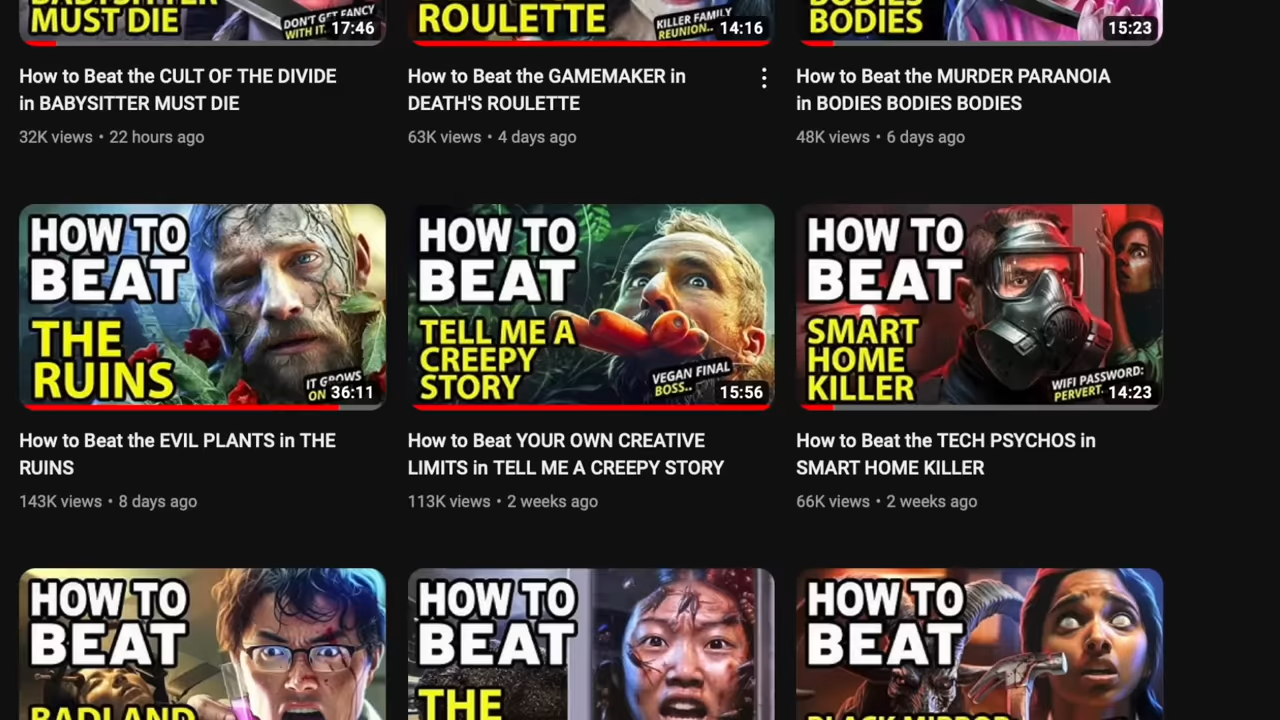 MUST DIE
DON'T GET FANCY
WITH IT.
17:46
ROULETTE
KILLER FAMILY
REUNION..
14:16
BODIES
BODIES
15:23
How to Beat the CULT OF THE DIVIDE
in BABYSITTER MUST DIE
32K views • 22 hours ago
How to Beat the GAMEMAKER in
DEATH'S ROULETTE
63K views • 4 days ago
How to Beat the MURDER PARANOIA
in BODIES BODIES BODIES
48K views • 6 days ago
HOW TO
BEAT
THE
RUINS
IT GROWS
ON
36:11
HOW TO
BEAT
TELL ME A
CREEPY
STORY
VEGAN FINAL
BOSS..
15:56
HOW TO
BEAT
SMART
HOME
KILLER
WIFI PASSWORD:
PERVERT.
14:23
How to Beat the EVIL PLANTS in THE
RUINS
143K views • 8 days ago
How to Beat YOUR OWN CREATIVE
LIMITS in TELL ME A CREEPY STORY
113K views • 2 weeks ago
How to Beat the TECH PSYCHOS in
SMART HOME KILLER
66K views • 2 weeks ago
HOW TO
BEAT
BADLAND
HOW TO
BEAT
THE
HOW TO
BEAT
BLACK MIRROR